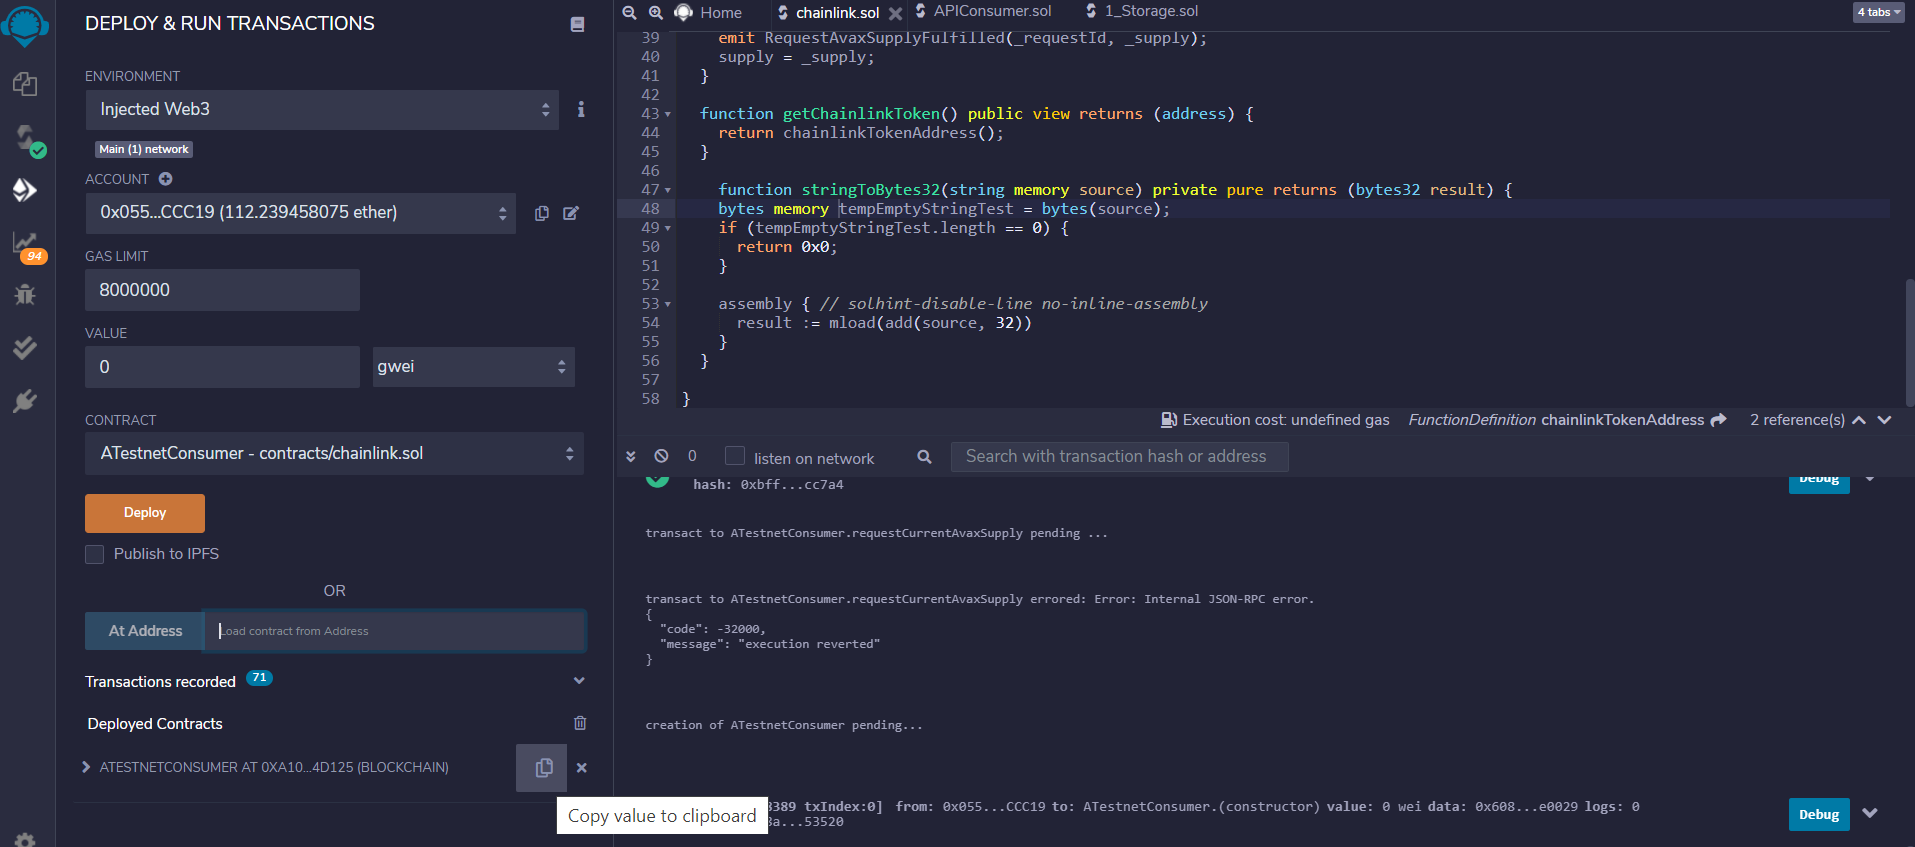 DEPLOY & RUN TRANSACTIONS
ENVIRONMENT
Injected Web3
Main (1) network
ACCOUNT
0x055...CCC19 (112.239458075 ether)
GAS LIMIT
8000000
VALUE
0
gwei
CONTRACT
ATestnetConsumer - contracts/chainlink.sol
Deploy
Publish to IPFS
OR
At Address
Load contract from Address
Transactions recorded 71
Deployed Contracts
ATESTNETCONSUMER AT 0XA10...4D125 (BLOCKCHAIN)
Copy value to clipboard
94
Home
chainlink.sol
APIConsumer.sol
1_Storage.sol
4 tabs
39 emit RequestAvaxSupplyFulfilled(_requestId, _supply);
40 supply = _supply;
41 }
42
43 function getChainlinkToken() public view returns (address) {
44 return chainlinkTokenAddress();
45 }
46
47 function stringToBytes32(string memory source) private pure returns (bytes32 result) {
48 bytes memory tempEmptyStringTest = bytes(source);
49 if (tempEmptyStringTest.length == 0) {
50 return 0x0;
51 }
52
53 assembly { // solhint-disable-line no-inline-assembly
54 result := mload(add(source, 32))
55 }
56 }
57
58 }
Execution cost: undefined gas FunctionDefinition chainlinkTokenAddress 2 reference(s)
0 listen on network Search with transaction hash or address
hash: 0xbff...cc7a4 Debug
transact to ATestnetConsumer.requestCurrentAvaxSupply pending ...
transact to ATestnetConsumer.requestCurrentAvaxSupply errored: Error: Internal JSON-RPC error.
{
"code": -32000,
"message": "execution reverted"
}
creation of ATestnetConsumer pending...
389 txIndex:0] from: 0x055...CCC19 to: ATestnetConsumer.(constructor) value: 0 wei data: 0x608...e0029 logs: 0
a...53520
Debug